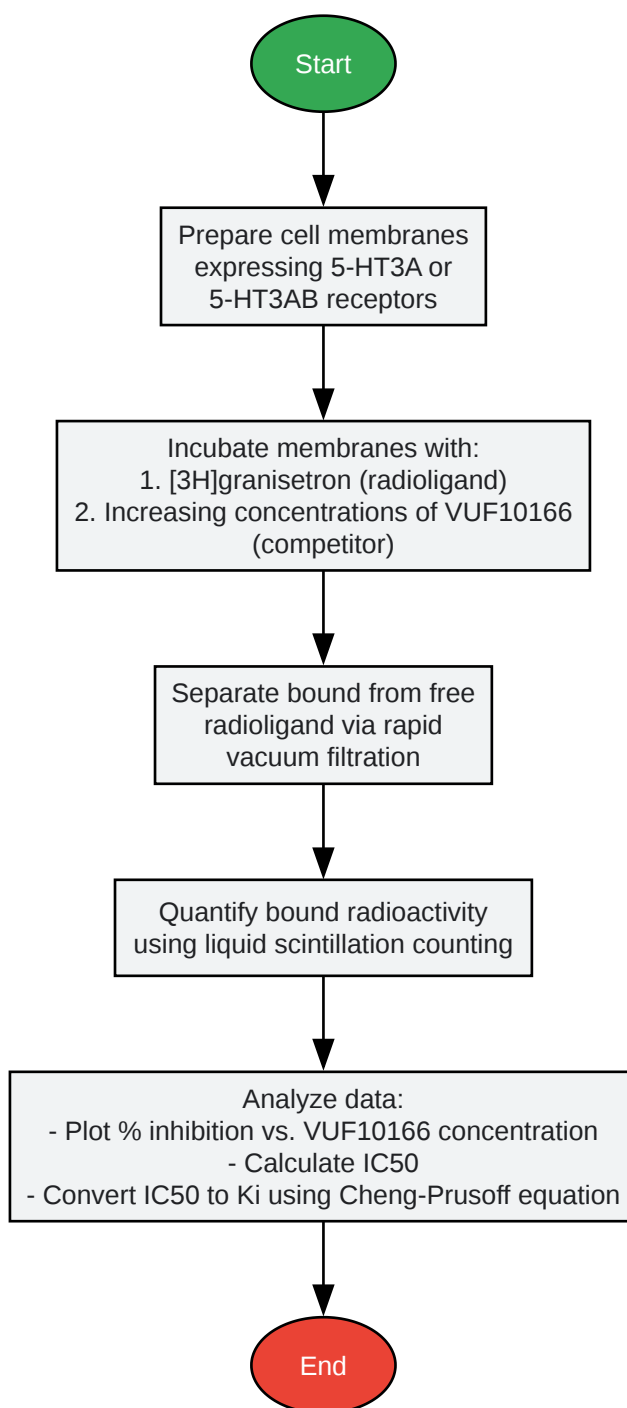 Start
Prepare cell membranes
expressing 5-HT3A or
5-HT3AB receptors
Incubate membranes with:
1. [3H]granisetron (radioligand)
2. Increasing concentrations of VUF10166
(competitor)
Separate bound from free
radioligand via rapid
vacuum filtration
Quantify bound radioactivity
using liquid scintillation counting
Analyze data:
- Plot % inhibition vs. VUF10166 concentration
- Calculate IC50
- Convert IC50 to Ki using Cheng-Prusoff equation
End